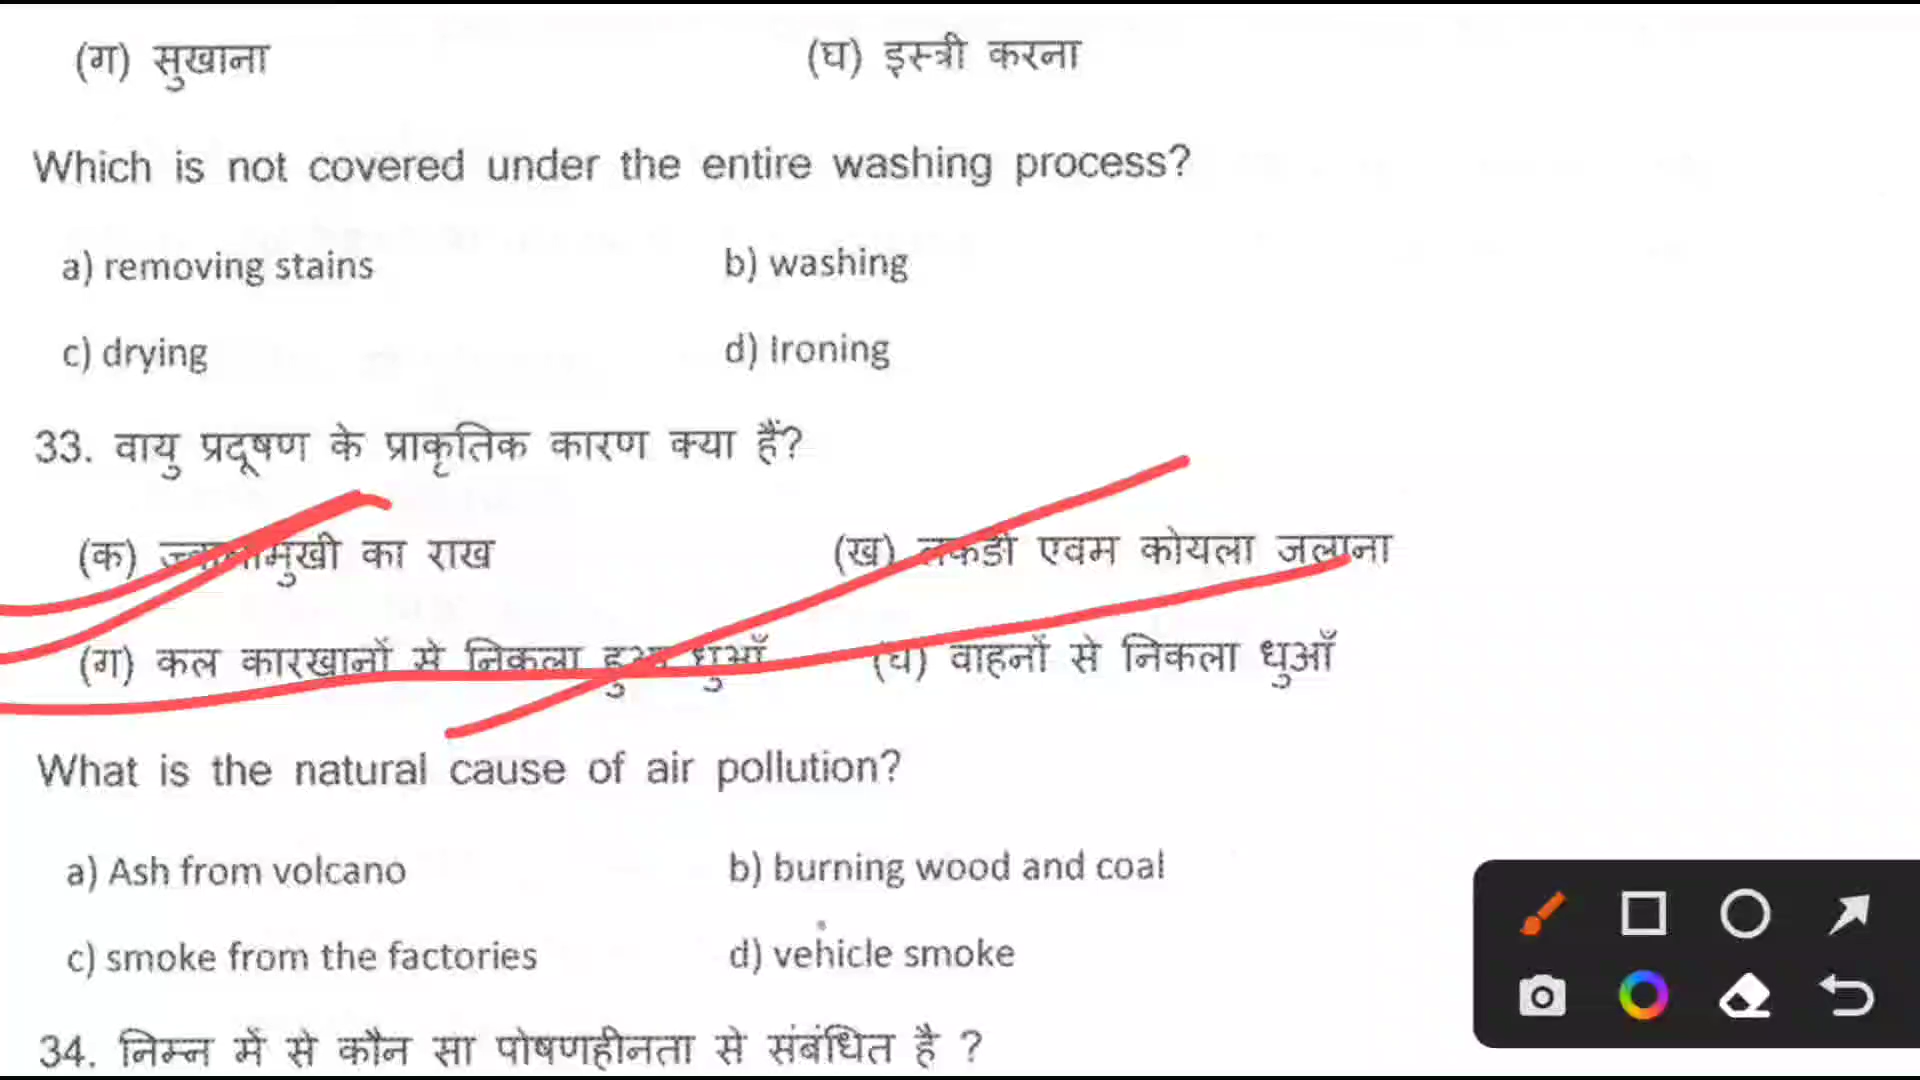 (ग) सुखाना (घ) इस्त्री करना
Which is not covered under the entire washing process?
a) removing stains b) washing
c) drying d) Ironing
33. वायु प्रदूषण के प्राकृतिक कारण क्या हैं?
(क) ज्वालामुखी का राख (ख) लकडी एवम कोयला जलाना
(ग) कल कारखानों से निकला हुआ धुआँ (घ) वाहनों से निकला धुआँ
What is the natural cause of air pollution?
a) Ash from volcano b) burning wood and coal
c) smoke from the factories d) vehicle smoke
34. निम्न में से कौन सा पोषणहीनता से संबंधित है ?